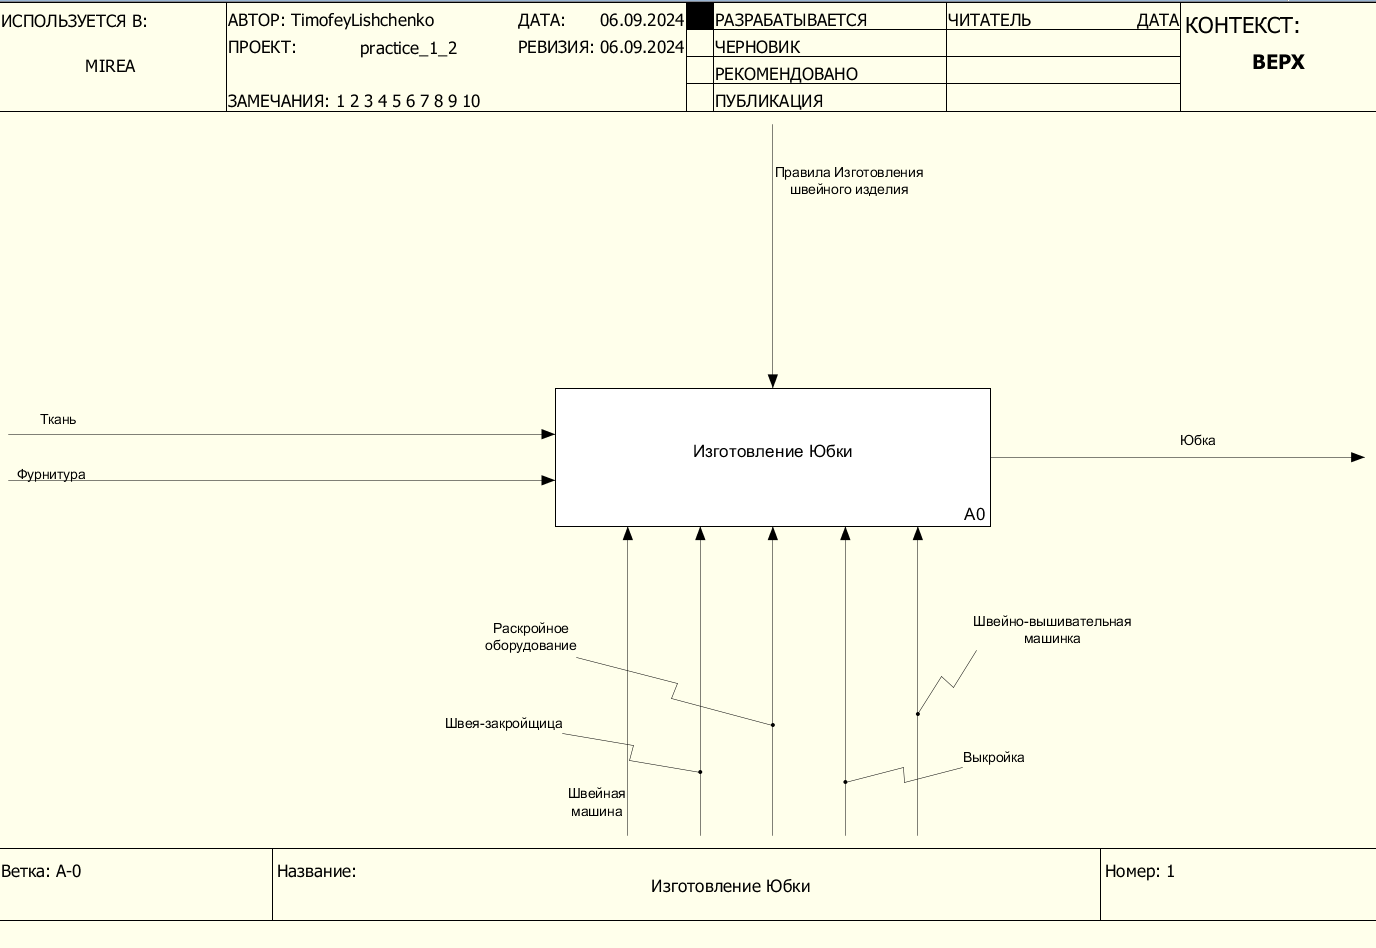 ИСПОЛЬЗУЕТСЯ В:
MIREA
АВТОР: TimofeyLishchenko
ДАТА: 06.09.2024
ПРОЕКТ: practice_1_2
РЕВИЗИЯ: 06.09.2024
ЗАМЕЧАНИЯ: 1 2 3 4 5 6 7 8 9 10
РАЗРАБАТЫВАЕТСЯ
ЧЕРНОВИК
РЕКОМЕНДОВАНО
ПУБЛИКАЦИЯ
ЧИТАТЕЛЬ
ДАТА
КОНТЕКСТ:
ВЕРХ
Правила Изготовления
швейного изделия
Ткань
Фурнитура
Изготовление Юбки
A0
Юбка
Раскройное
оборудование
Швейно-вышивательная
машинка
Швея-закройщица
Выкройка
Швейная
машина
Ветка: A-0
Название:
Изготовление Юбки
Номер: 1